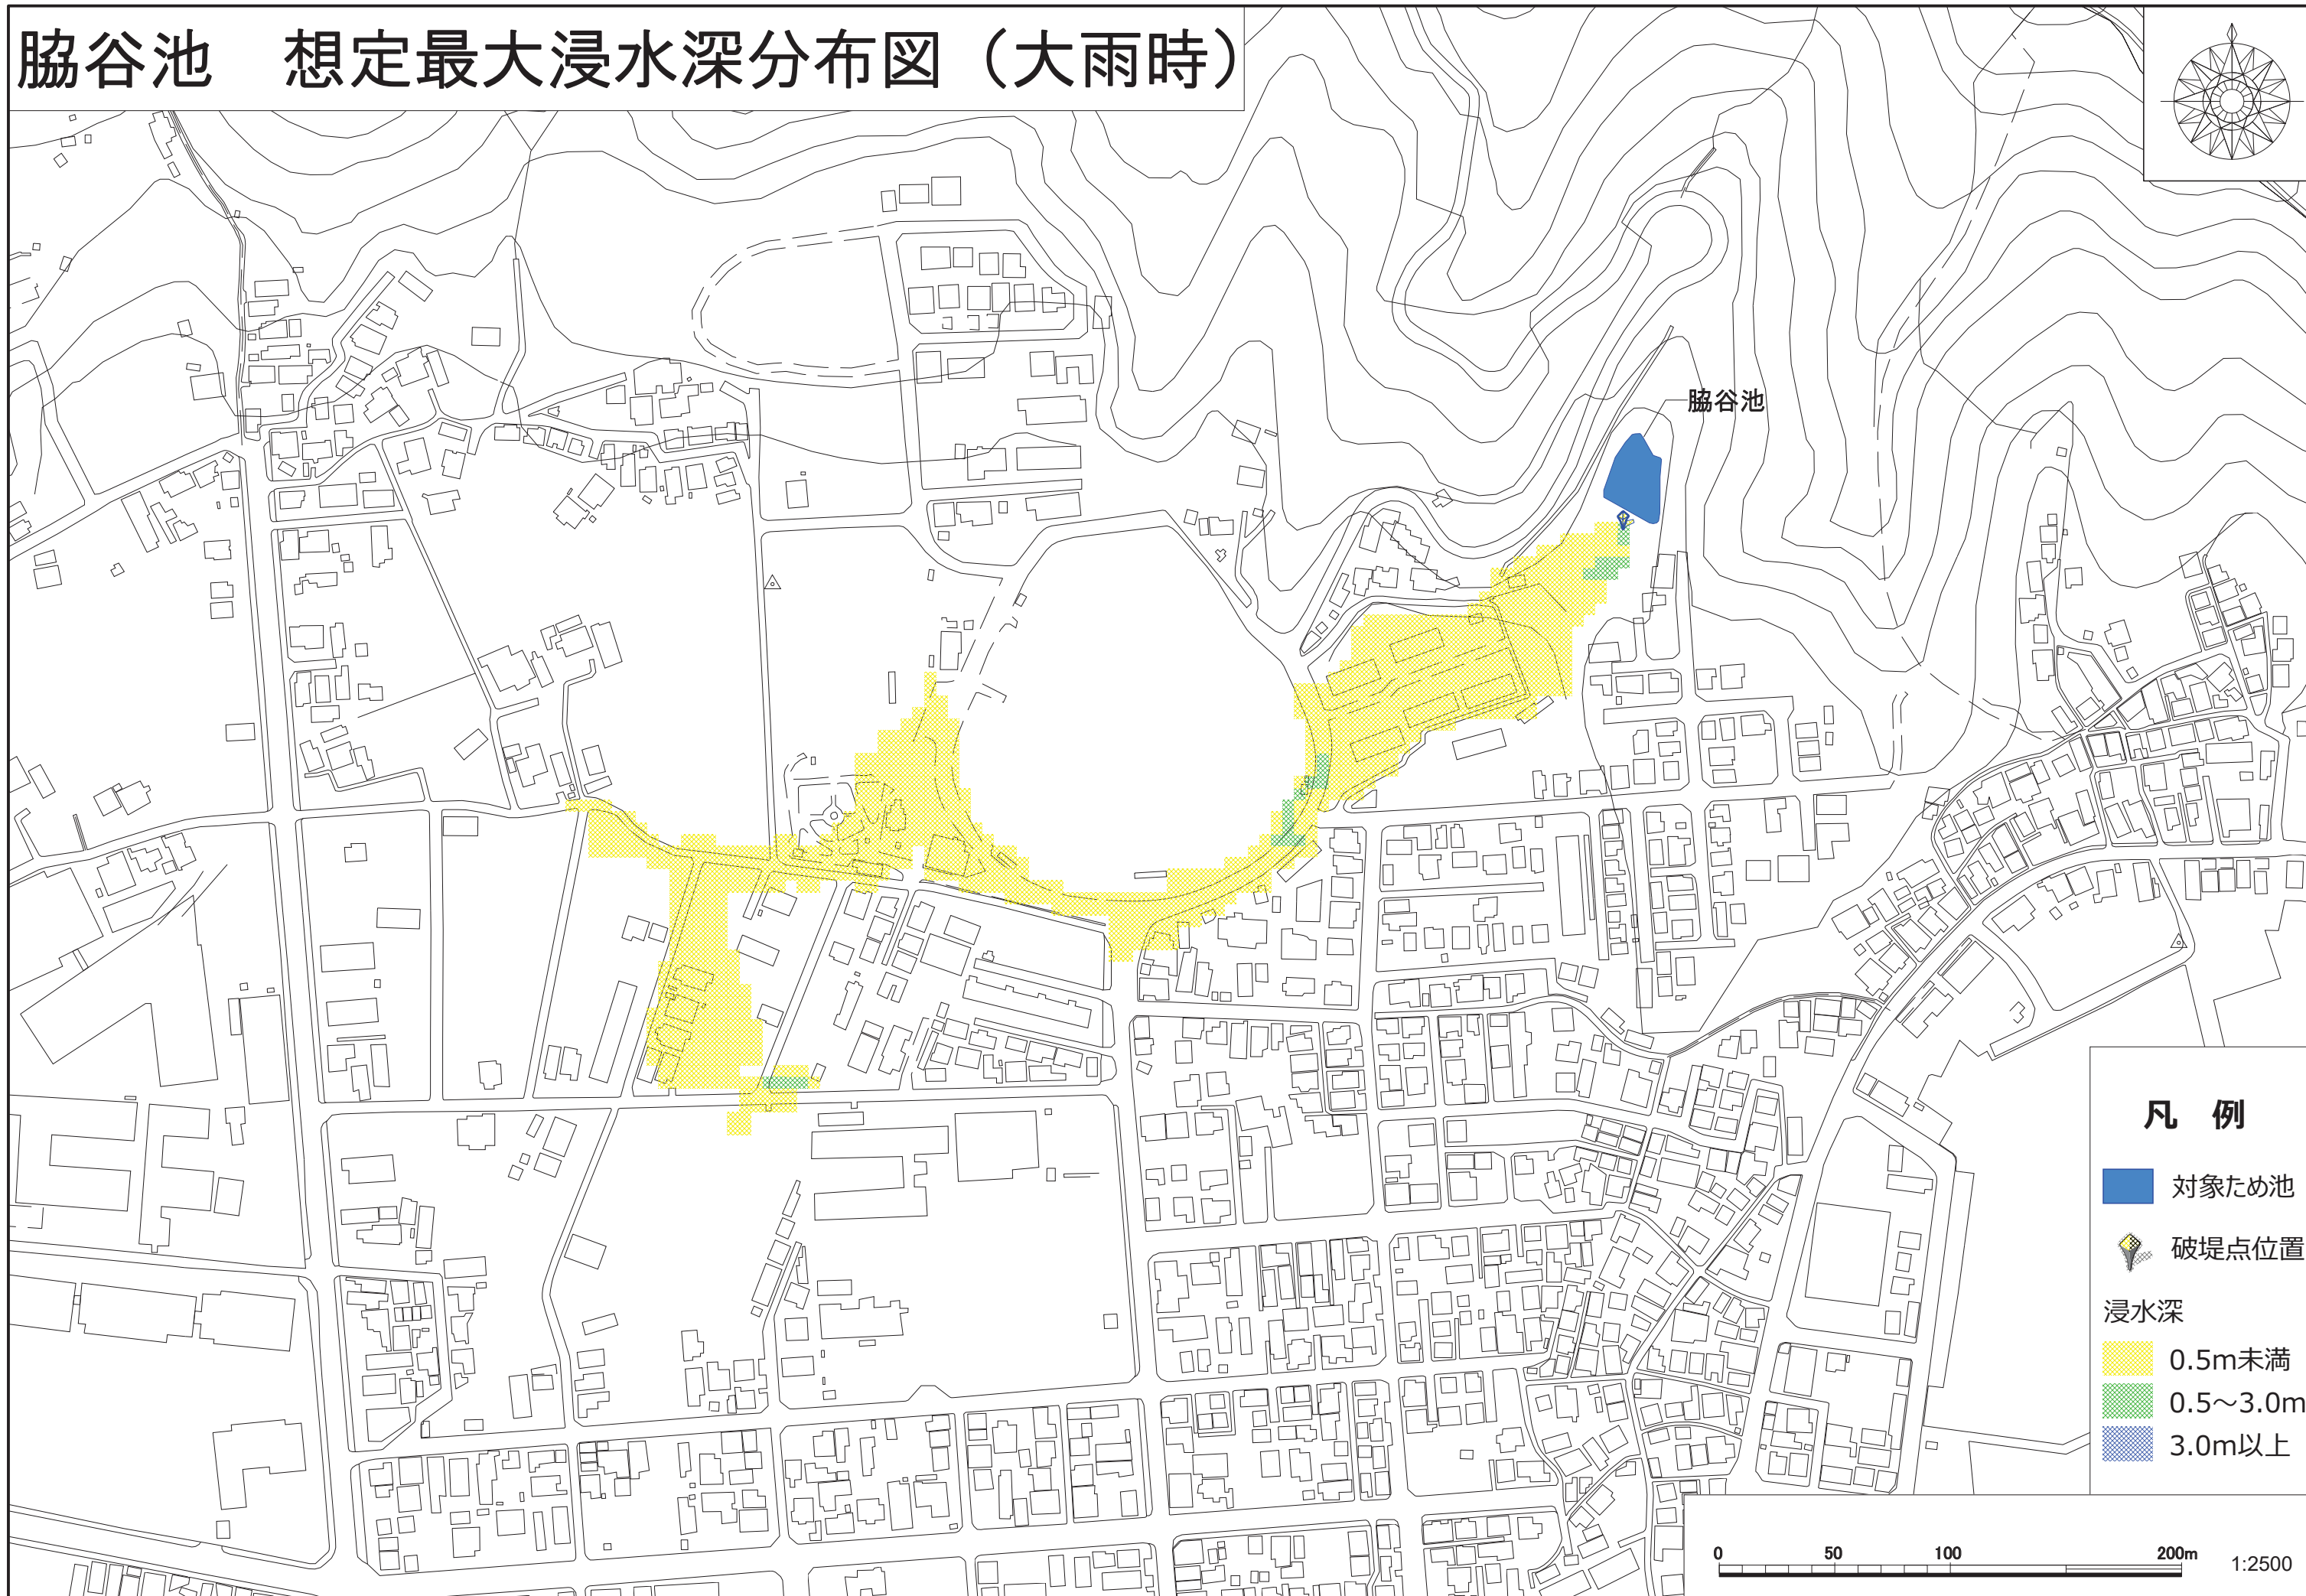 脇谷池　想定最大浸水深分布図（大雨時）
脇谷池
凡　例
対象ため池
破堤点位置
浸水深
0.5m未満
0.5～3.0m
3.0m以上
0 50 100 200m
1:2500